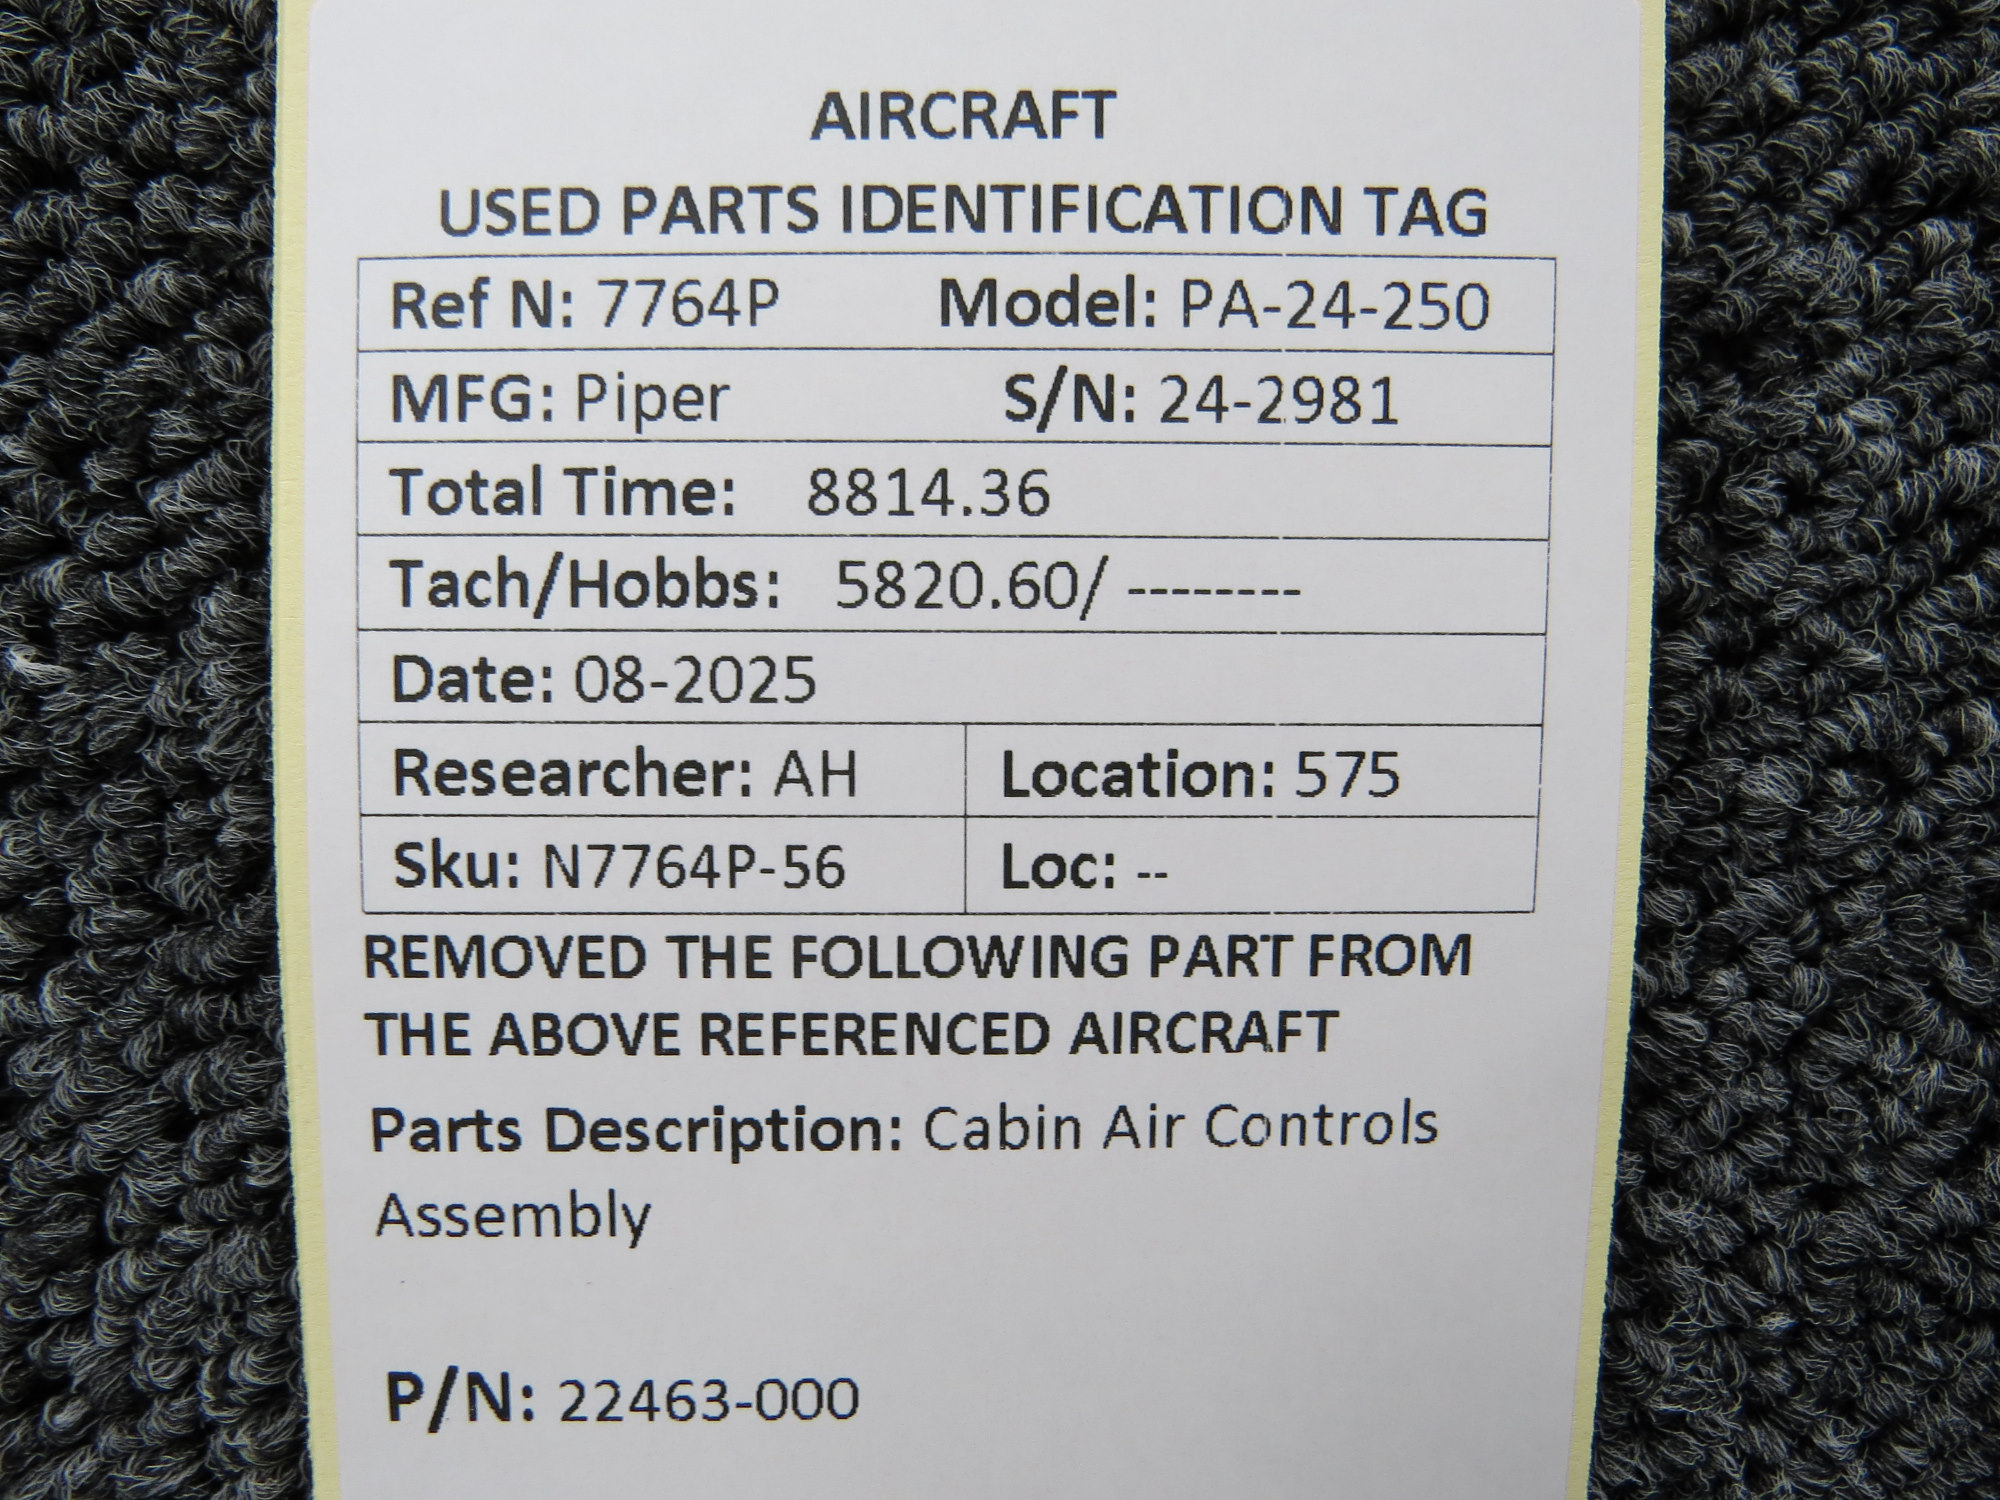 AIRCRAFT
USED PARTS IDENTIFICATION TAG
Ref N: 7764P Model: PA-24-250
MFG: Piper S/N: 24-2981
Total Time: 8814.36
Tach/Hobbs: 5820.60/ --------
Date: 08-2025
Researcher: AH Location: 575
Sku: N7764P-56 Loc: --
REMOVED THE FOLLOWING PART FROM
THE ABOVE REFERENCED AIRCRAFT
Parts Description: Cabin Air Controls
Assembly
P/N: 22463-000